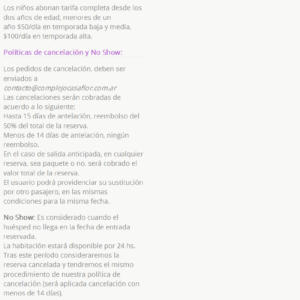 Los niños abonan tarifa completa desde los
dos años de edad, menores de un
año $50/día en temporada baja y media,
$100/día en temporada alta.
Políticas de cancelación y No Show:
Los pedidos de cancelación, deben ser
enviados a
contacto@complejocasaflor.com.ar
Las cancelaciones serán cobradas de
acuerdo a lo siguiente:
Hasta 15 días de antelación, reembolso del
50% del total de la reserva.
Menos de 14 días de antelación, ningún
reembolso.
En el caso de salida anticipada, en cualquier
reserva, sea paquete o no, será cobrado el
valor total de la reserva.
El usuario podrá providenciar su sustitución
por otro pasajero, en las mismas
condiciones para la misma fecha.
No Show: Es considerado cuando el
huésped no llega en la fecha de entrada
reservada.
La habitación estará disponible por 24 hs.
Tras este período consideraremos la
reserva cancelada y tendremos el mismo
procedimiento de nuestra política de
cancelación (será aplicada cancelación con
menos de 14 días).